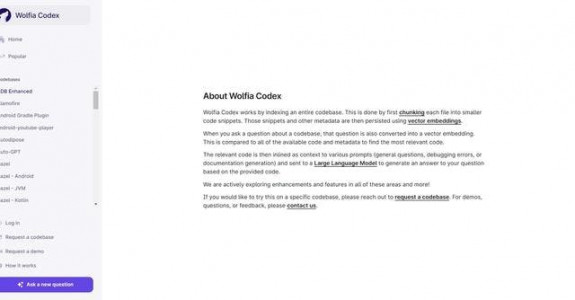 Wolfia Codex
Home
Popular
DB Enhanced
Android Gradle Plugin
Android-youtube-player
Autodispose
uto-GPT
azel
azel - Android
azel - JVM
azel - Kotlin
Log in
Request a codebase
Request a demo
How it works
Ask a new question
About Wolfia Codex
Wolfia Codex works by indexing an entire codebase. This is done by first chunking each file into smaller
code snippets. Those snippets and other metadata are then persisted using vector embeddings.
When you ask a question about a codebase, that question is also converted into a vector embedding.
This is compared to all of the available code and metadata to find the most relevant code.
The relevant code is then inlined as context to various prompts (general questions, debugging errors, or
documentation generation) and sent to a Large Language Model to generate an answer to your question
based on the provided code.
We are actively exploring enhancements and features in all of these areas and more!
If you would like to try this on a specific codebase, please reach out to request a codebase. For demos,
questions, or feedback, please contact us.